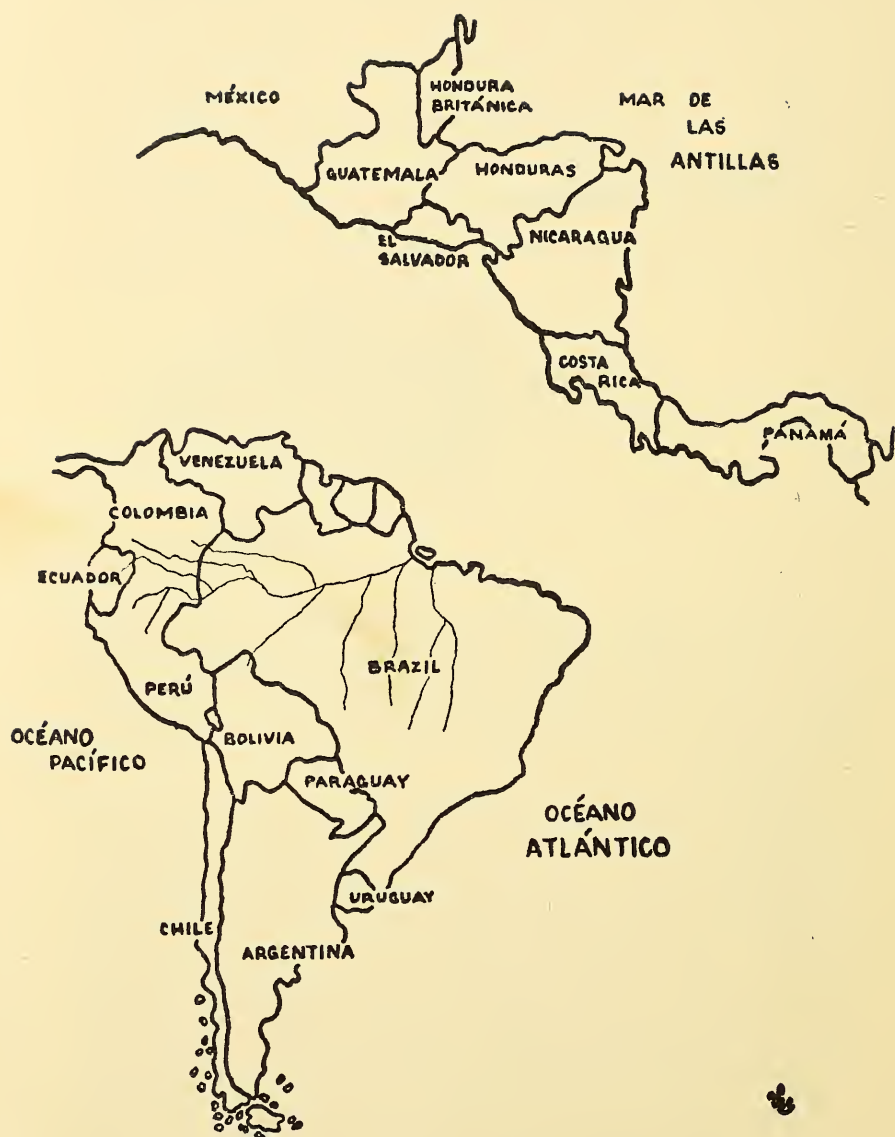 MÉXICO
HONDURA
BRITÁNICA
MAR DE
LAS
ANTILLAS
GUATEMALA
HONDURAS
EL
SALVADOR
NICARAGUA
COSTA
RICA
PANAMÁ
VENEZUELA
COLOMBIA
ECUADOR
BRAZIL
PERÚ
OCÉANO
PACÍFICO
BOLIVIA
PARAGUAY
OCÉANO
ATLÁNTICO
URUGUAY
CHILE
ARGENTINA